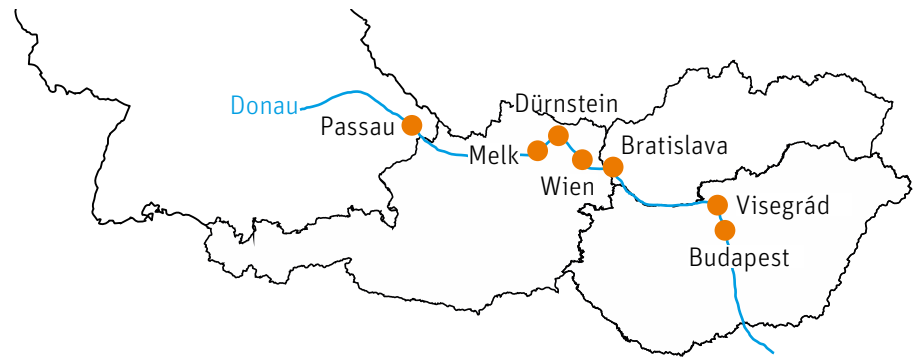 Donau
Passau
Melk
Dürnstein
Wien
Bratislava
Visegrád
Budapest